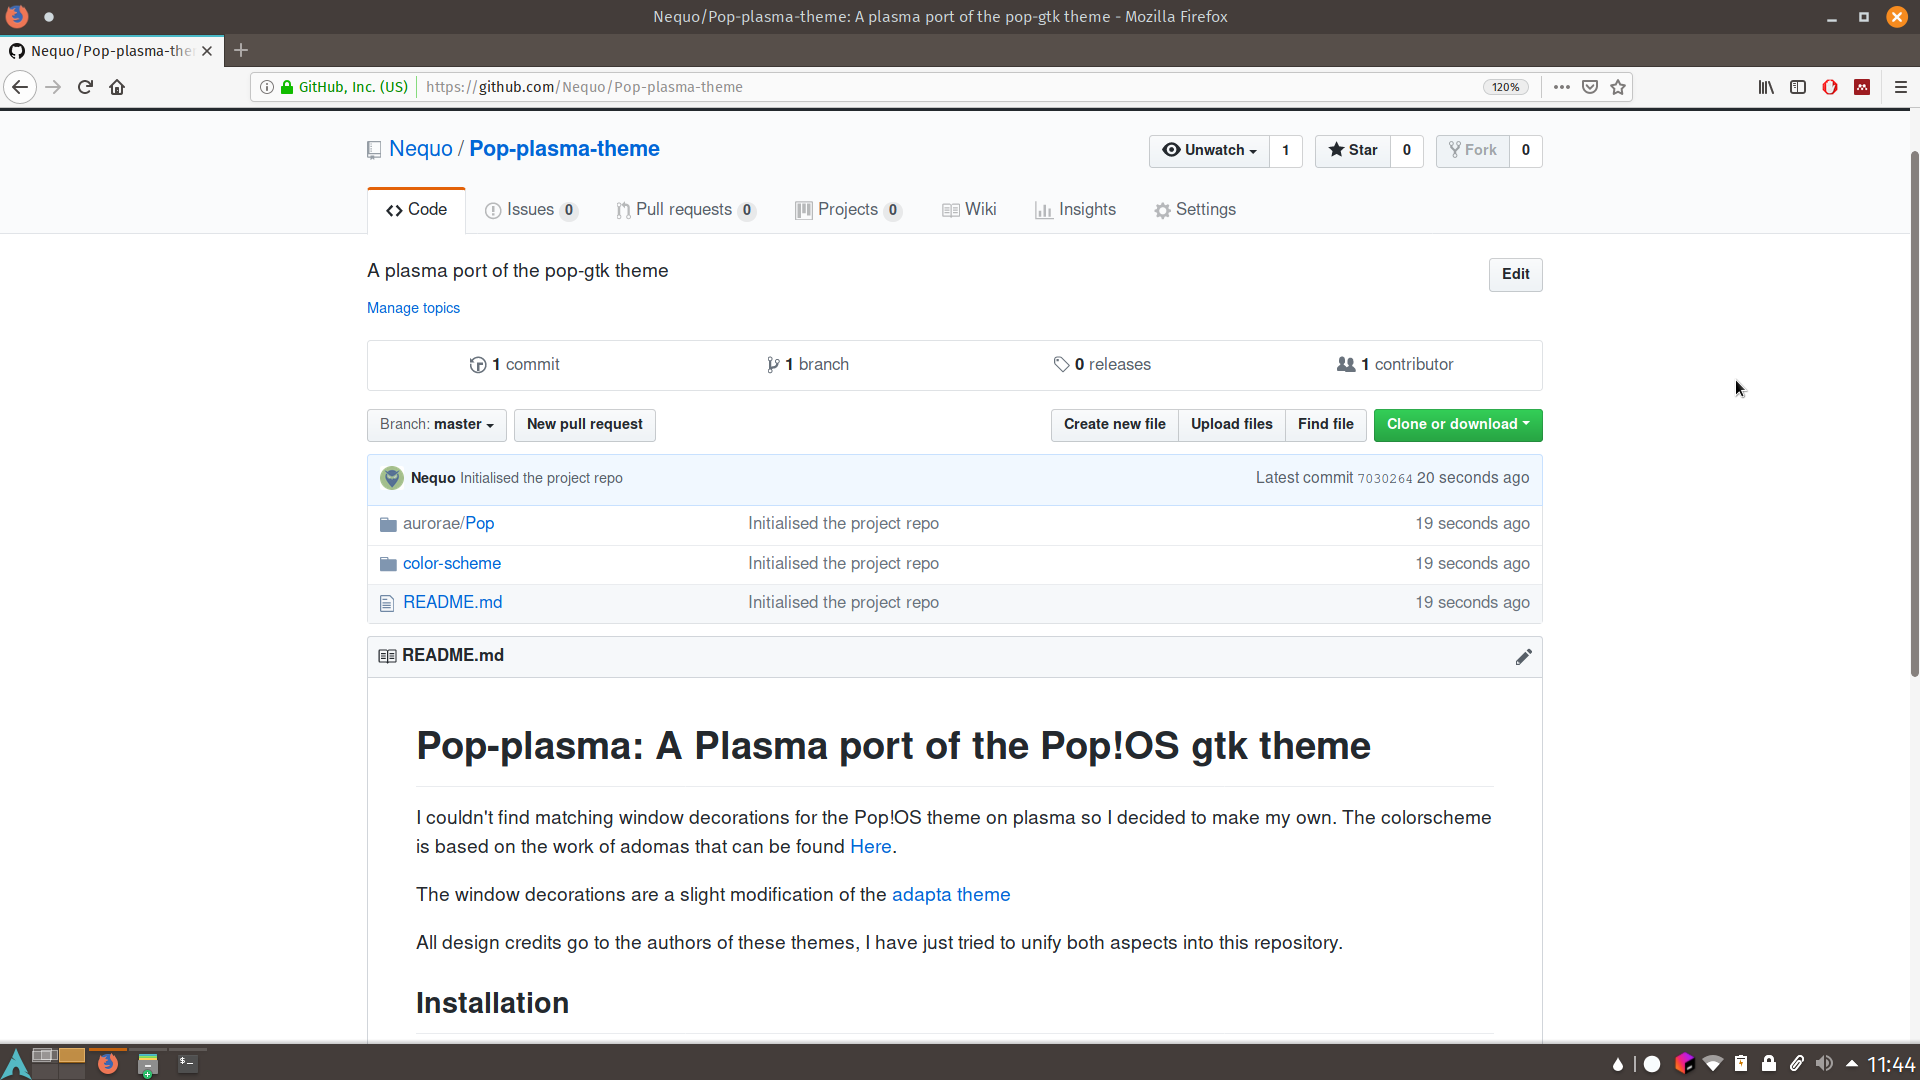 Nequo/Pop-plasma-theme: A plasma port of the pop-gtk theme - Mozilla Firefox
Nequo/Pop-plasma-the
GitHub, Inc. (US) https://github.com/Nequo/Pop-plasma-theme 120%
Nequo / Pop-plasma-theme Unwatch 1 Star 0 Fork 0
Code Issues 0 Pull requests 0 Projects 0 Wiki Insights Settings
A plasma port of the pop-gtk theme Edit
Manage topics
1 commit 1 branch 0 releases 1 contributor
Branch: master New pull request Create new file Upload files Find file Clone or download
Nequo Initialised the project repo Latest commit 7030264 20 seconds ago
aurorae/Pop Initialised the project repo 19 seconds ago
color-scheme Initialised the project repo 19 seconds ago
README.md Initialised the project repo 19 seconds ago
README.md
Pop-plasma: A Plasma port of the Pop!OS gtk theme
I couldn't find matching window decorations for the Pop!OS theme on plasma so I decided to make my own. The colorscheme
is based on the work of adomas that can be found Here.
The window decorations are a slight modification of the adapta theme
All design credits go to the authors of these themes, I have just tried to unify both aspects into this repository.
Installation
11:44